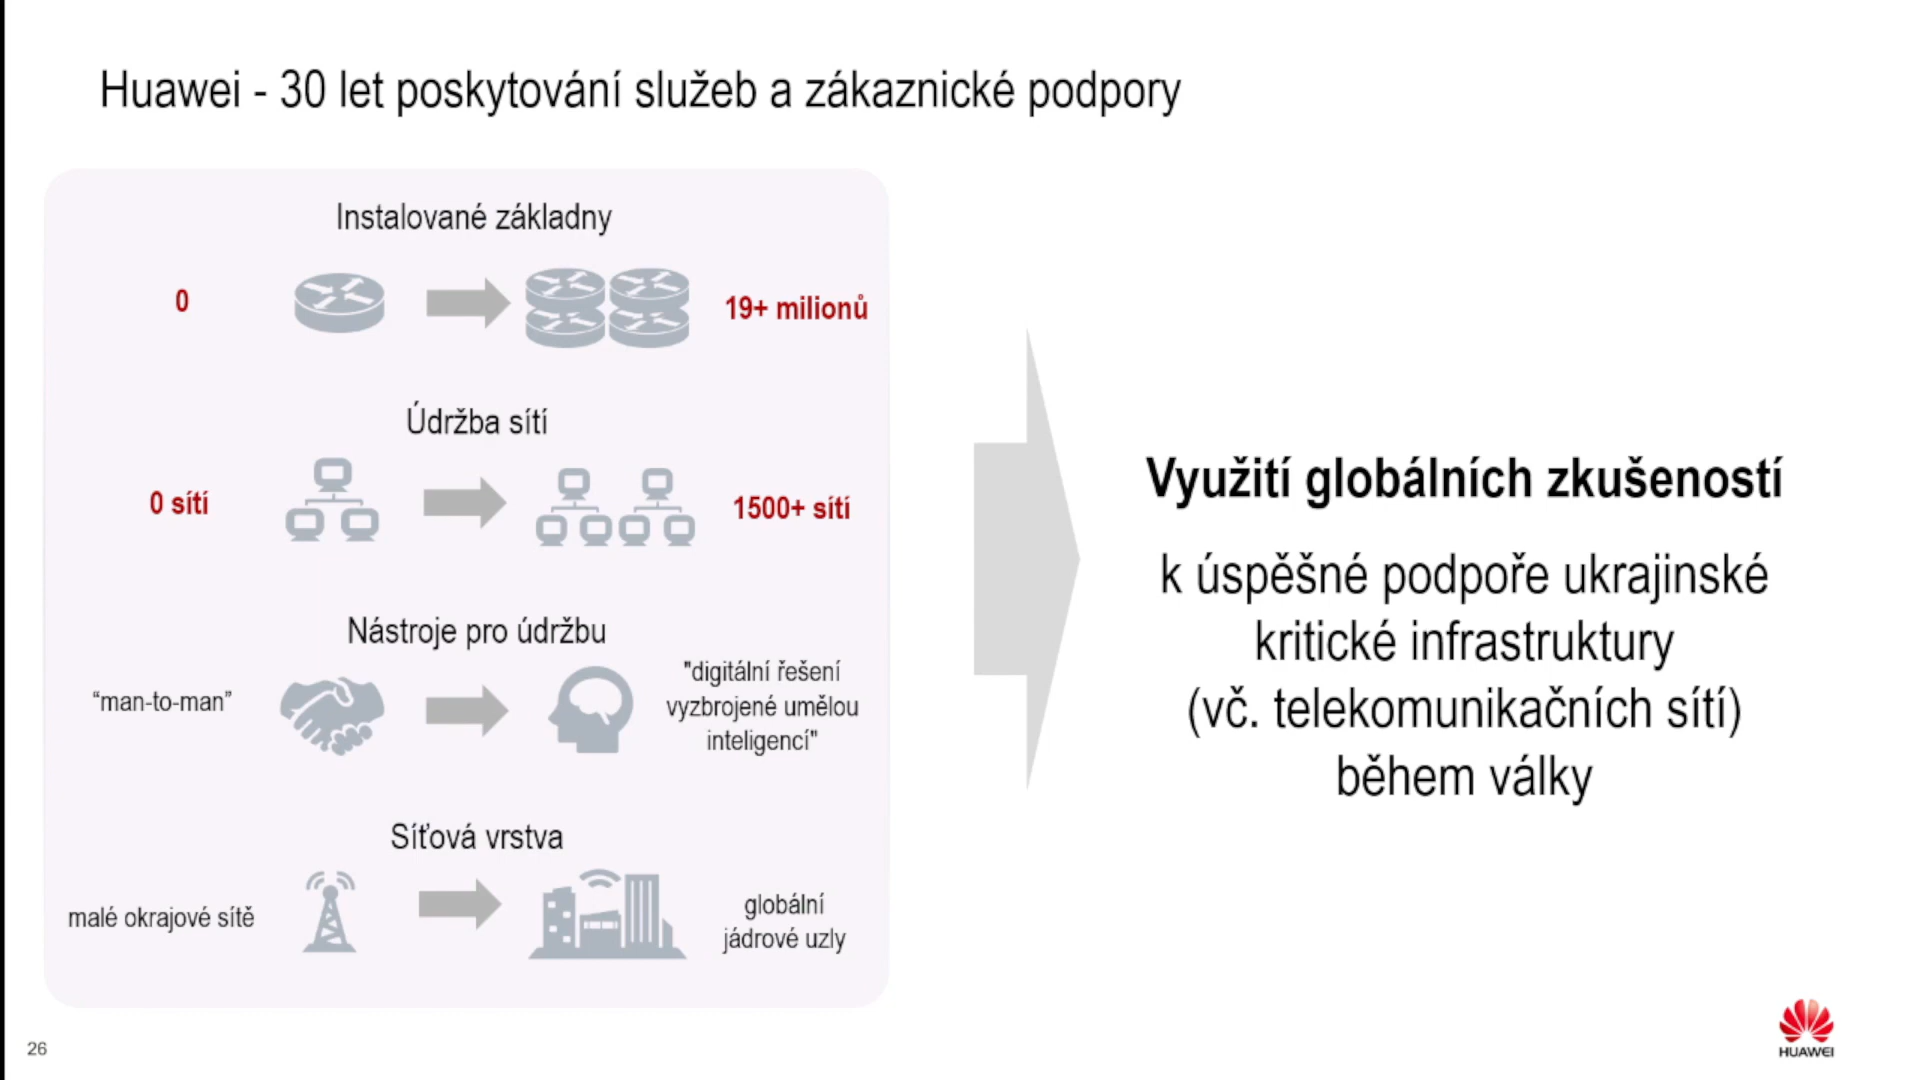 Huawei - 30 let poskytování služeb a zákaznické podpory
Instalované základny
0
19+ milionů
Údržba sítí
0 sítí
1500+ sítí
Nástroje pro údržbu
“man-to-man”
"digitální řešení
vyzbrojené umělou
inteligencí"
Síťová vrstva
malé okrajové sítě
globální
jádrové uzly
Využití globálních zkušeností
k úspěšné podpoře ukrajinské
kritické infrastruktury
(vč. telekomunikačních sítí)
během války
26
HUAWEI